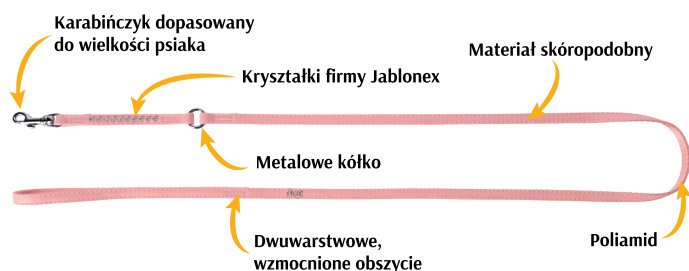 Karabińczyk dopasowany
do wielkości psiaka
Kryształki firmy Jablonex
Materiał skóropodobny
Metalowe kółko
Dwuwarstwowe,
wzmocnione obszycie
Poliamid